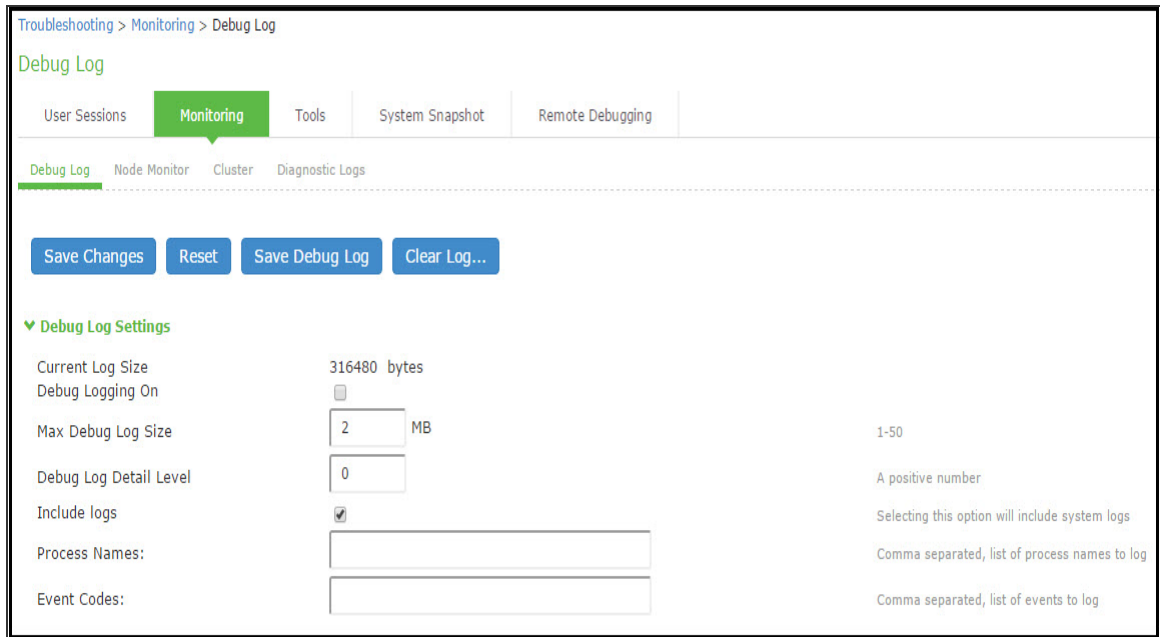 Troubleshooting > Monitoring > Debug Log
Debug Log
User Sessions Monitoring Tools System Snapshot Remote Debugging
Debug Log Node Monitor Cluster Diagnostic Logs
Save Changes Reset Save Debug Log Clear Log...
Debug Log Settings
Current Log Size 316480 bytes
Debug Logging On
Max Debug Log Size 2 MB 1-50
Debug Log Detail Level 0 A positive number
Include logs Selecting this option will include system logs
Process Names: Comma separated, list of process names to log
Event Codes: Comma separated, list of events to log